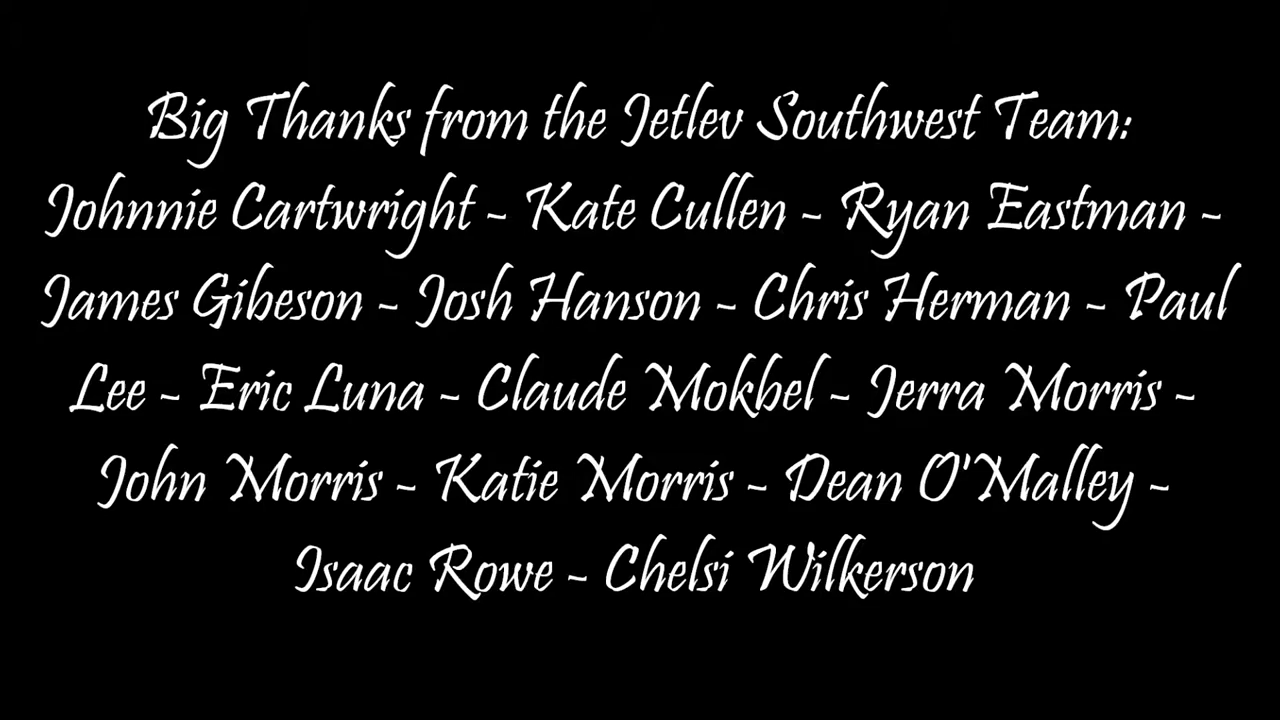 Big Thanks from the Jetlev Southwest Team:
Johnnie Cartwright - Kate Cullen - Ryan Eastman -
James Gibeson - Josh Hanson - Chris Herman - Paul
Lee - Eric Luna - Claude Mokbel - Jerra Morris -
John Morris - Katie Morris - Dean O'Malley -
Isaac Rowe - Chelsi Wilkerson